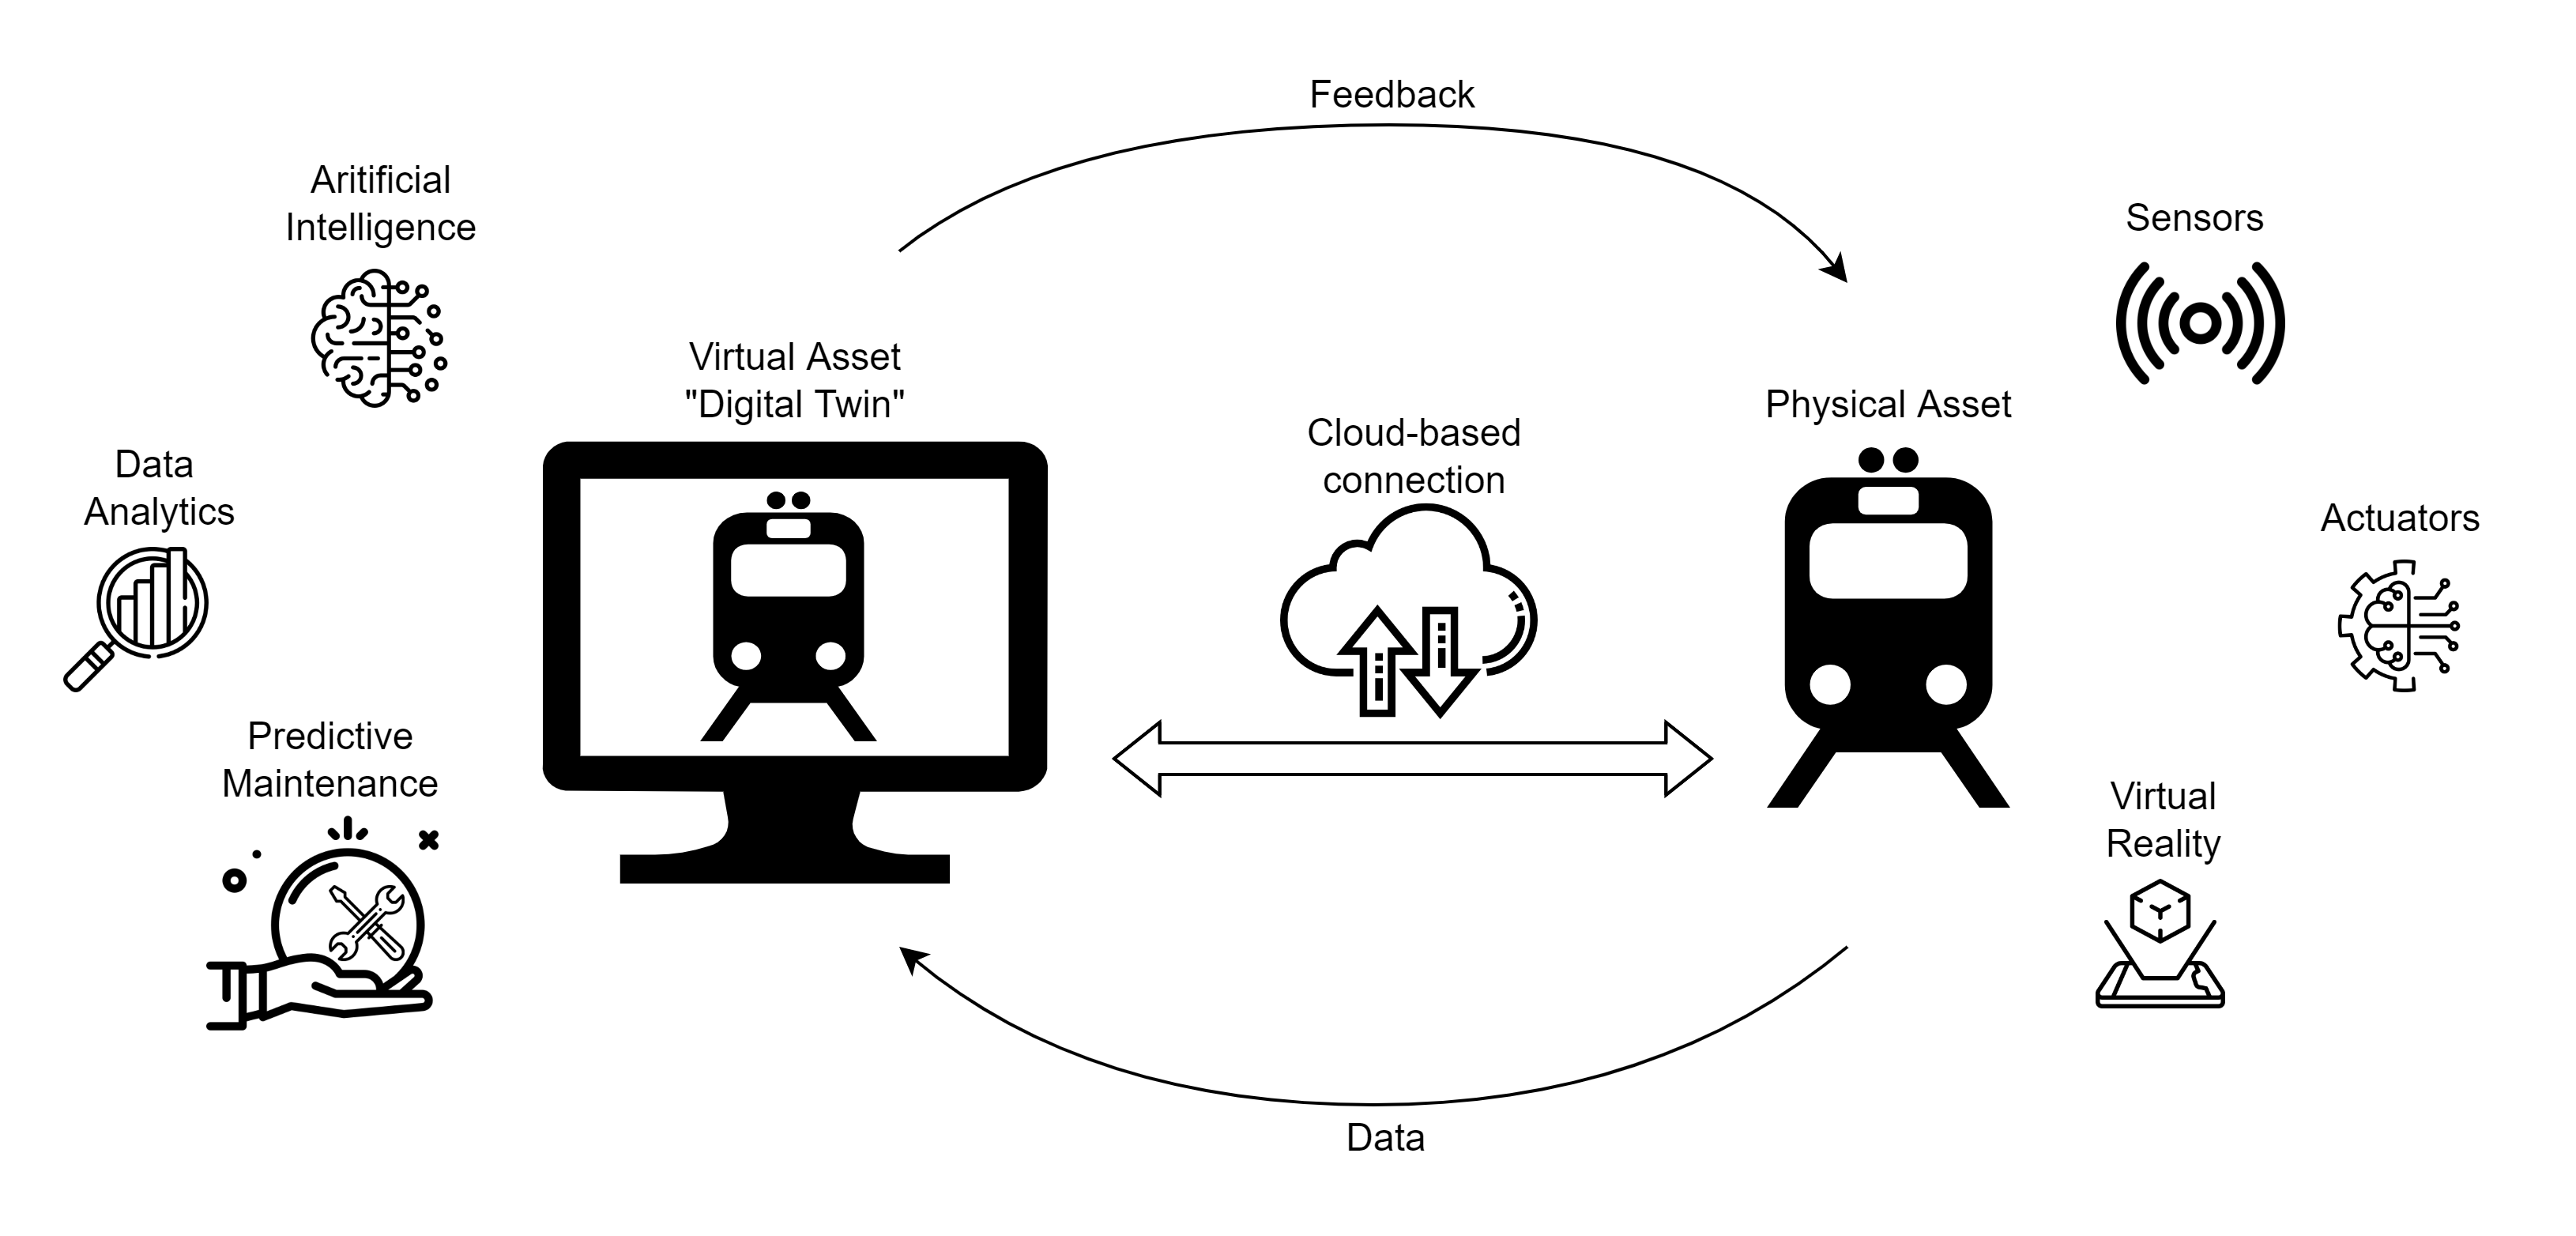 Feedback
Aritificial
Intelligence
Sensors
Virtual Asset
"Digital Twin"
Physical Asset
Cloud-based
connection
Data
Analytics
Actuators
Predictive
Maintenance
Virtual
Reality
Data